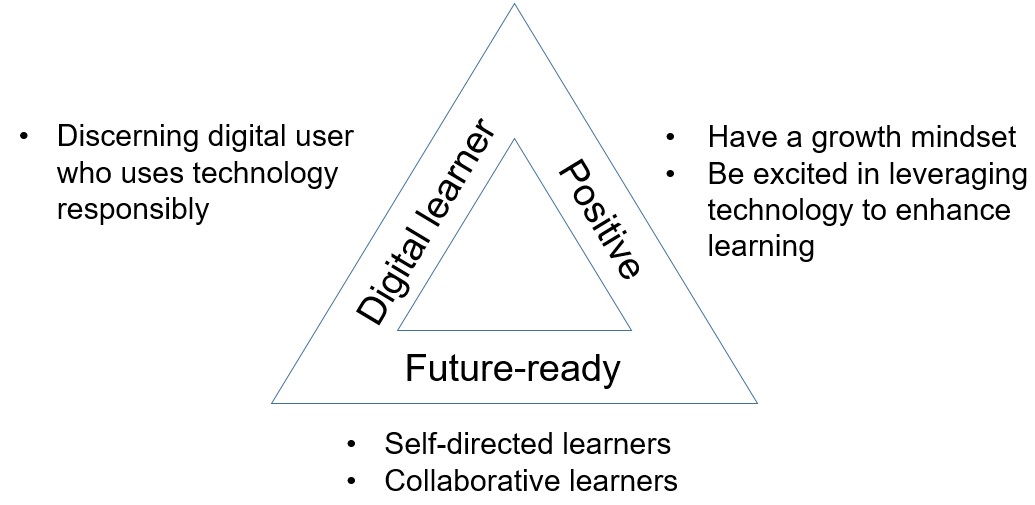 • Discerning digital user
who uses technology
responsibly
Digital learner
Positive
• Have a growth mindset
• Be excited in leveraging
technology to enhance
learning
Future-ready
• Self-directed learners
• Collaborative learners